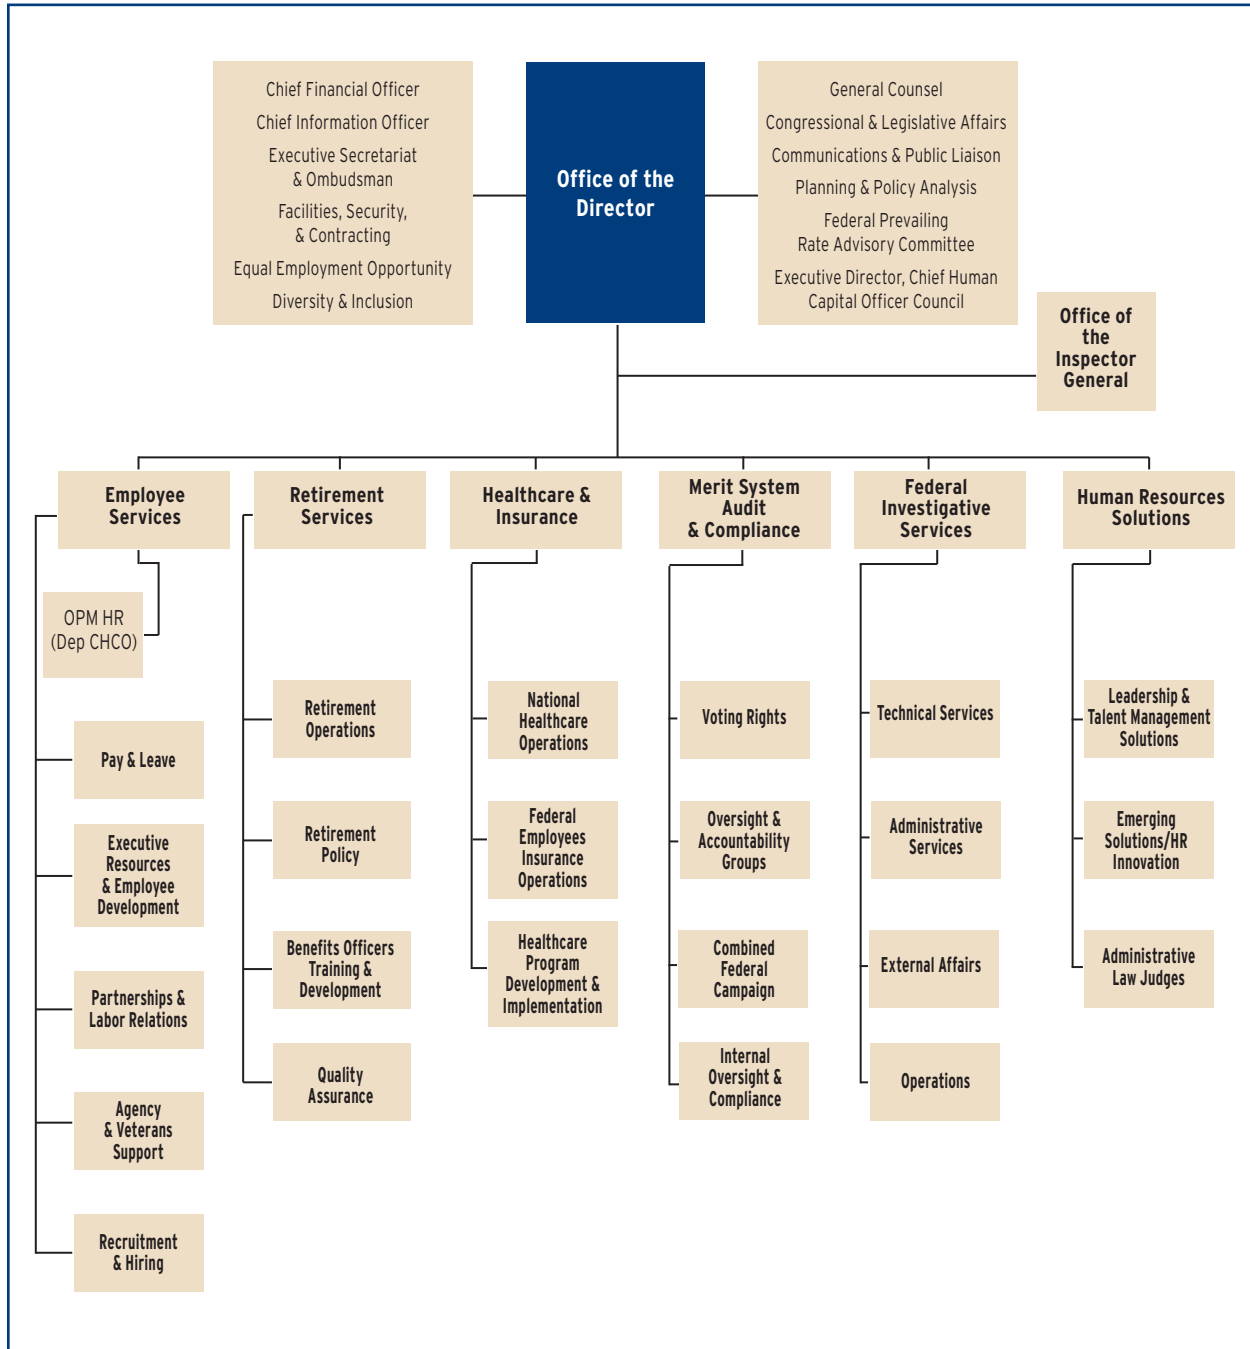 Chief Financial Officer
Chief Information Officer
Executive Secretariat
& Ombudsman
Facilities, Security,
& Contracting
Equal Employment Opportunity
Diversity & Inclusion
Office of the
Director
General Counsel
Congressional & Legislative Affairs
Communications & Public Liaison
Planning & Policy Analysis
Federal Prevailing
Rate Advisory Committee
Executive Director, Chief Human
Capital Officer Council
Office of
the
Inspector
General
Employee
Services
OPM HR
(Dep CHCO)
Pay & Leave
Executive
Resources
& Employee
Development
Partnerships &
Labor Relations
Agency
& Veterans
Support
Recruitment
& Hiring
Retirement
Services
Retirement
Operations
Retirement
Policy
Benefits Officers
Training &
Development
Quality
Assurance
Healthcare &
Insurance
National
Healthcare
Operations
Federal
Employees
Insurance
Operations
Healthcare
Program
Development &
Implementation
Merit System
Audit
& Compliance
Voting Rights
Oversight &
Accountability
Groups
Combined
Federal
Campaign
Internal
Oversight &
Compliance
Federal
Investigative
Services
Technical Services
Administrative
Services
External Affairs
Operations
Human Resources
Solutions
Leadership &
Talent Management
Solutions
Emerging
Solutions/HR
Innovation
Administrative
Law Judges